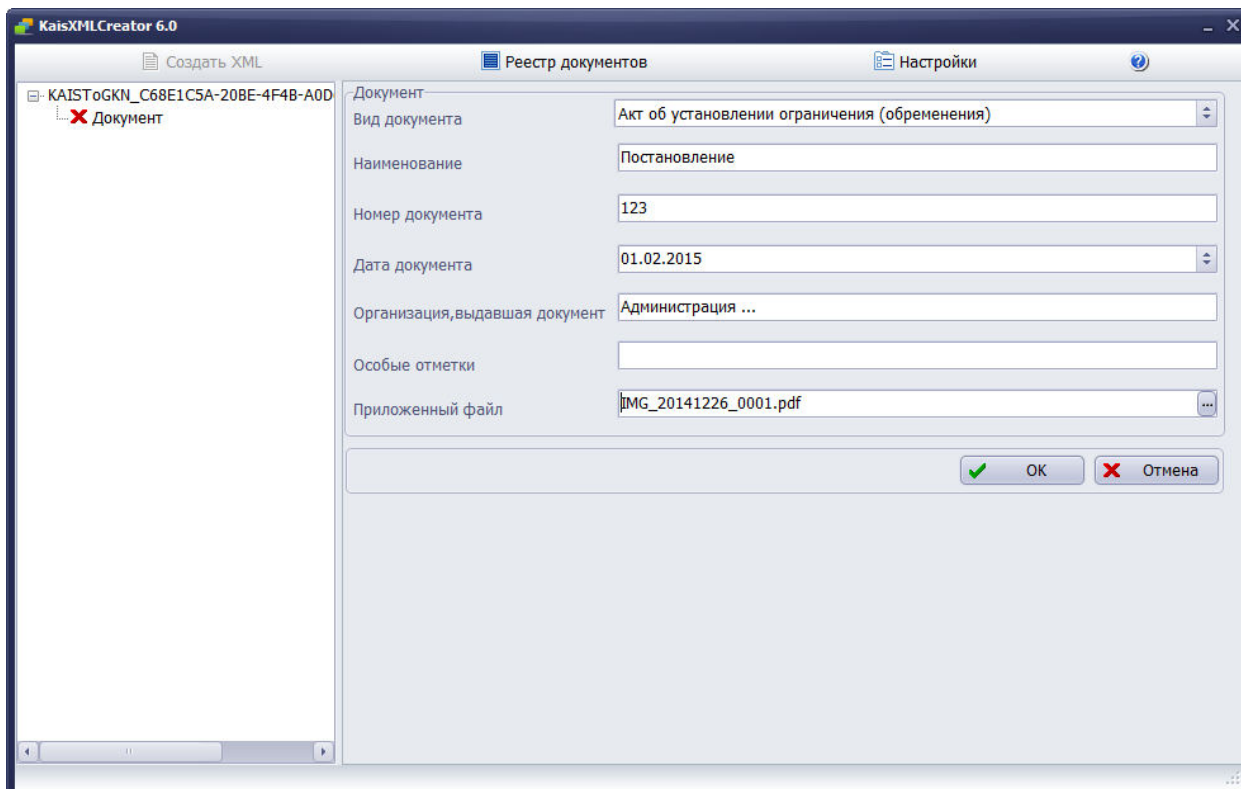 KaisXMLCreator 6.0
Создать XML
Реестр документов
Настройки
KAISToGKN_C68E1C5A-20BE-4F4B-A0D
Документ
Документ
Вид документа
Акт об установлении ограничения (обременения)
Наименование
Постановление
Номер документа
123
Дата документа
01.02.2015
Организация,выдавшая документ
Администрация ...
Особые отметки
Приложенный файл
IMG_20141226_0001.pdf
...
OK
Отмена